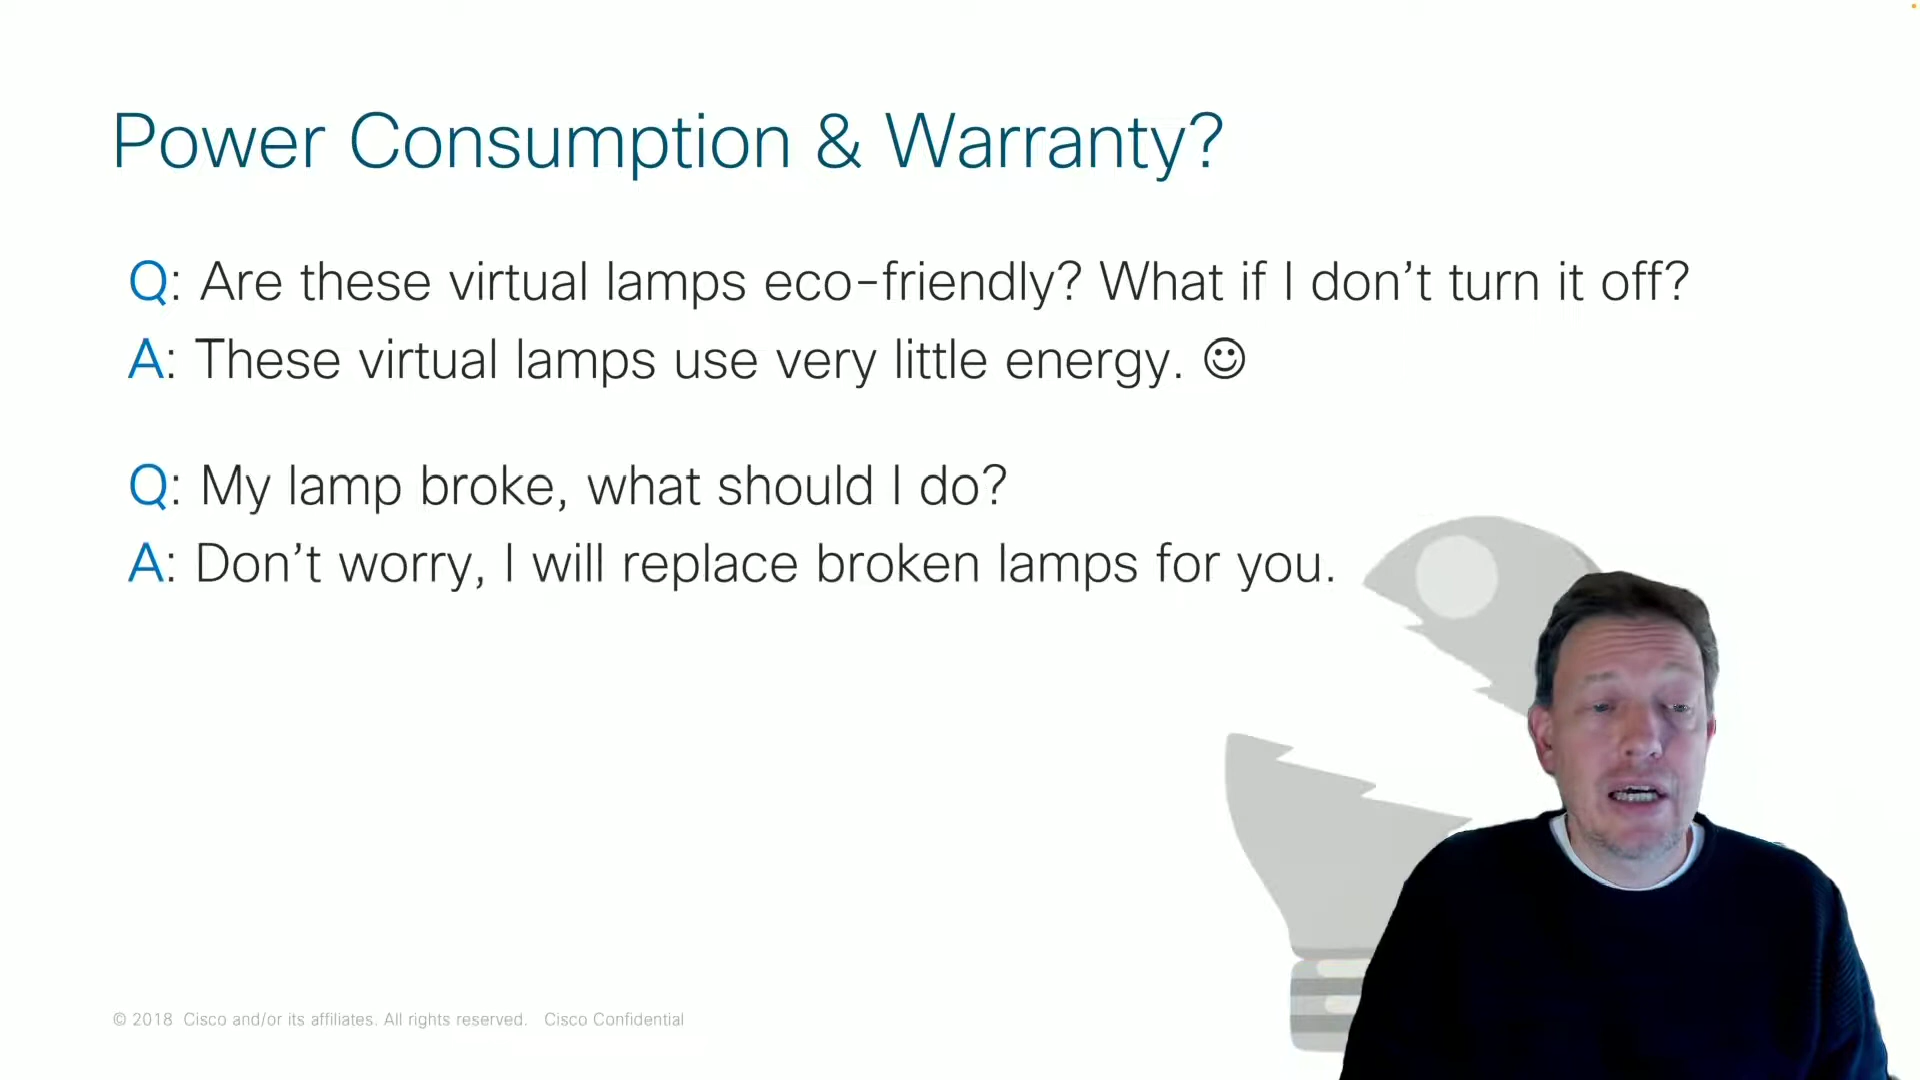 Power Consumption & Warranty?
Q: Are these virtual lamps eco-friendly? What if I don’t turn it off?
A: These virtual lamps use very little energy. ☺
Q: My lamp broke, what should I do?
A: Don’t worry, I will replace broken lamps for you.
© 2018 Cisco and/or its affiliates. All rights reserved. Cisco Confidential